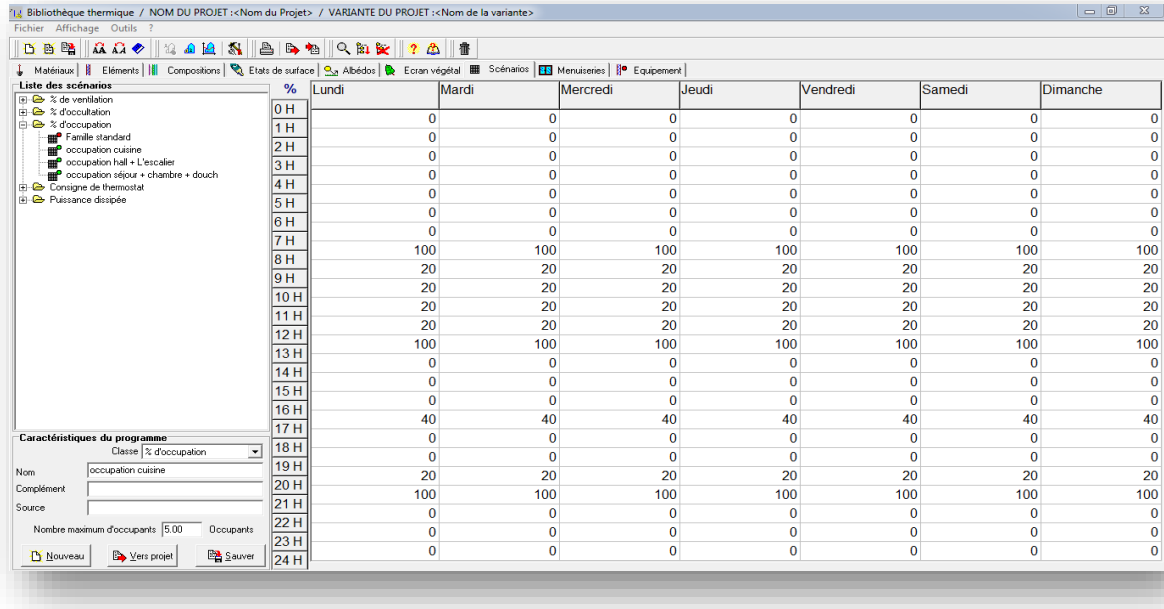 Bibliothèque thermique / NOM DU PROJET :<Nom du Projet> / VARIANTE DU PROJET :<Nom de la variante>
Fichier Affichage Outils ?
Matériaux Eléments Compositions Etats de surface Albédos Ecran végétal Scénarios Menuiseries Equipement
Liste des scénarios
% de ventilation
% d'occultation
% d'occupation
Famille standard
occupation cuisine
occupation hall + L'escalier
occupation séjour + chambre + douch
Consigne de thermostat
Puissance dissipée
Caractéristiques du programme
Classe % d'occupation
Nom occupation cuisine
Complément
Source
Nombre maximum d'occupants 5.00 Occupants
Nouveau Vers projet Sauver
% Lundi Mardi Mercredi Jeudi Vendredi Samedi Dimanche
0 H
0 0 0 0 0 0 0
1 H
0 0 0 0 0 0 0
2 H
0 0 0 0 0 0 0
3 H
0 0 0 0 0 0 0
4 H
0 0 0 0 0 0 0
5 H
0 0 0 0 0 0 0
6 H
0 0 0 0 0 0 0
7 H
100 100 100 100 100 100 100
8 H
20 20 20 20 20 20 20
9 H
20 20 20 20 20 20 20
10 H
20 20 20 20 20 20 20
11 H
20 20 20 20 20 20 20
12 H
100 100 100 100 100 100 100
13 H
0 0 0 0 0 0 0
14 H
0 0 0 0 0 0 0
15 H
0 0 0 0 0 0 0
16 H
40 40 40 40 40 40 40
17 H
0 0 0 0 0 0 0
18 H
0 0 0 0 0 0 0
19 H
20 20 20 20 20 20 20
20 H
100 100 100 100 100 100 100
21 H
0 0 0 0 0 0 0
22 H
0 0 0 0 0 0 0
23 H
0 0 0 0 0 0 0
24 H